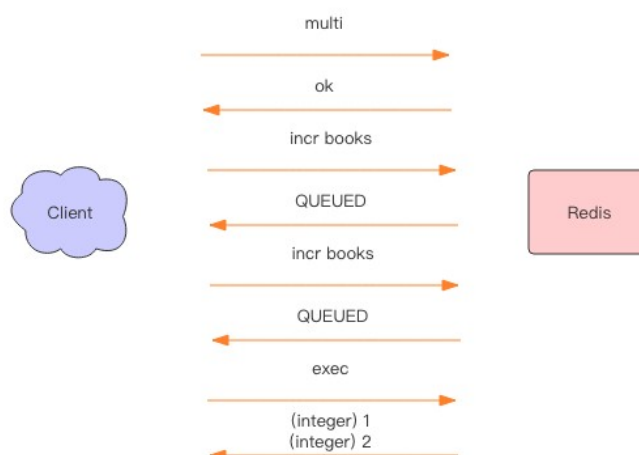 multi
ok
incr books
QUEUED
Client
Redis
incr books
QUEUED
exec
(integer) 1
(integer) 2